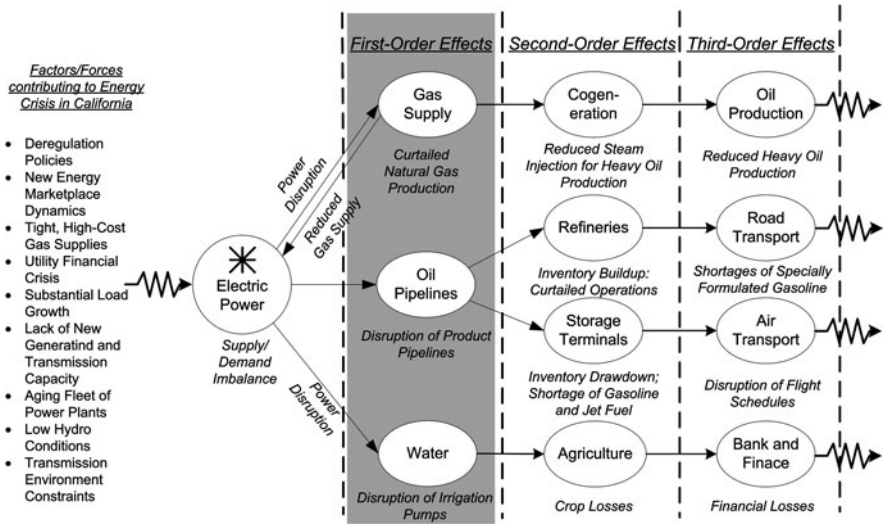 Factors/Forces
contributing to Energy
Crisis in California
• Deregulation
Policies
• New Energy
Marketplace
Dynamics
• Tight, High-Cost
Gas Supplies
• Utility Financial
Crisis
• Substantial Load
Growth
• Lack of New
Generatind and
Transmission
Capacity
• Aging Fleet of
Power Plants
• Low Hydro
Conditions
• Transmission
Environment
Constraints
Electric
Power
Supply/
Demand
Imbalance
Power
Disruption
Reduced
Gas Supply
Power
Disruption
First-Order Effects
Gas
Supply
Curtailed
Natural Gas
Production
Oil
Pipelines
Disruption of Product
Pipelines
Water
Disruption of Irrigation
Pumps
Second-Order Effects
Cogen-
eration
Reduced Steam
Injection for Heavy Oil
Production
Refineries
Inventory Buildup:
Curtailed Operations
Storage
Terminals
Inventory Drawdown;
Shortage of Gasoline
and Jet Fuel
Agriculture
Crop Losses
Third-Order Effects
Oil
Production
Reduced Heavy Oil
Production
Road
Transport
Shortages of Specially
Formulated Gasoline
Air
Transport
Disruption of Flight
Schedules
Bank and
Finace
Financial Losses